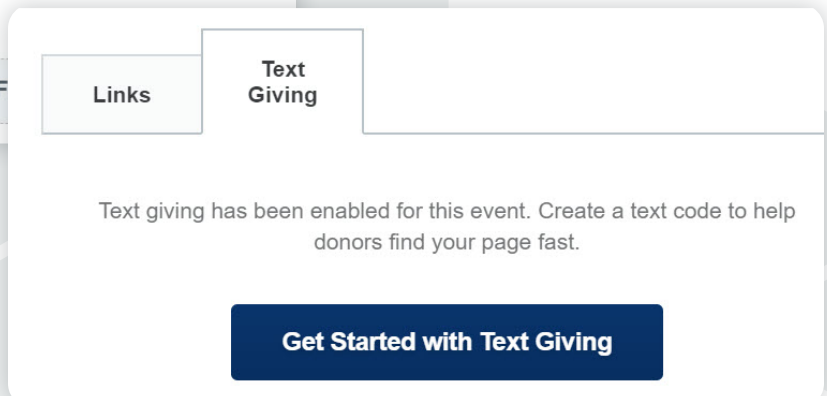 Links
Text
Giving
Text giving has been enabled for this event. Create a text code to help
donors find your page fast.
Get Started with Text Giving